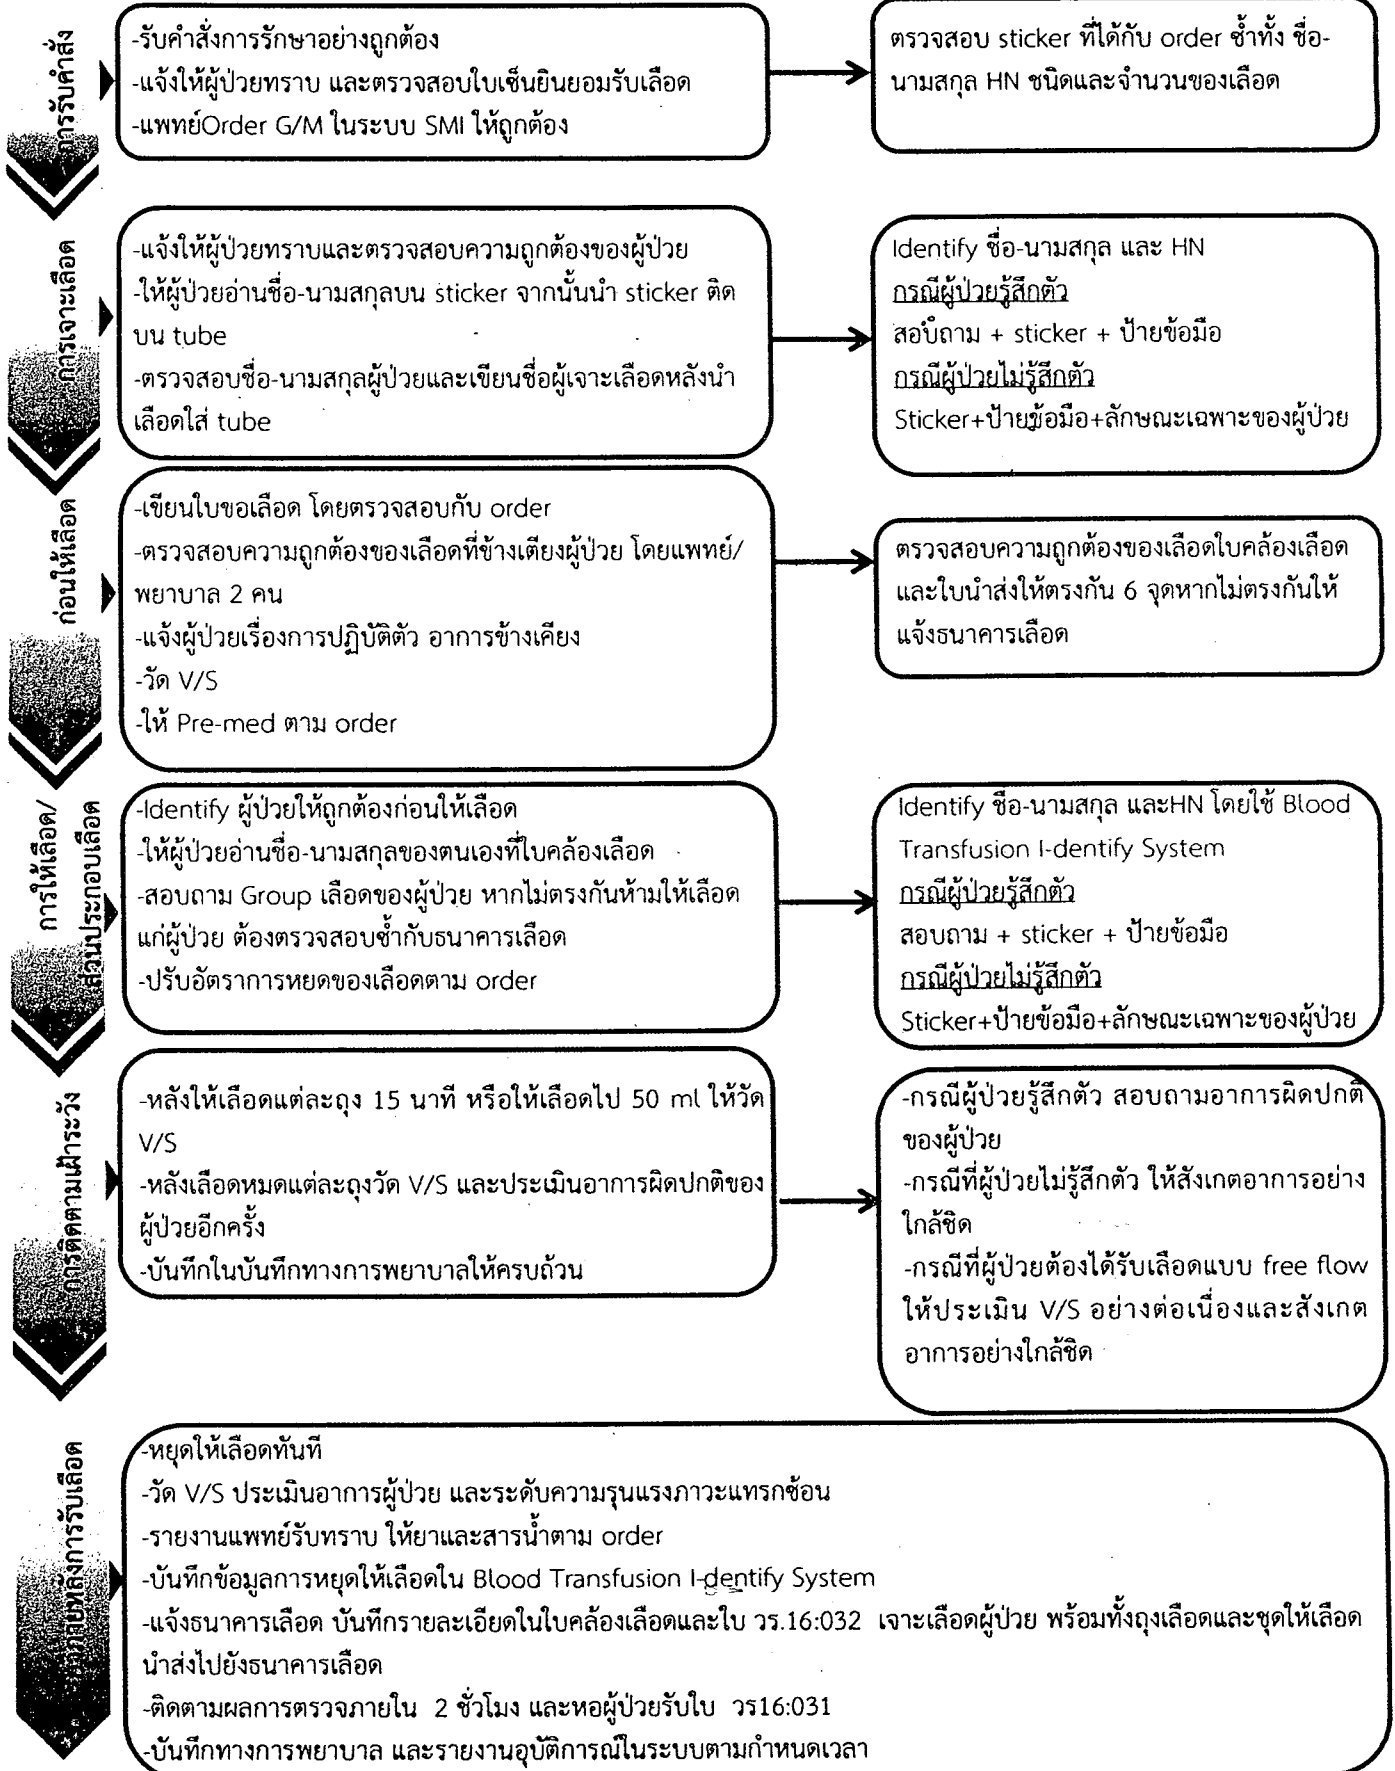 การรับคำสั่ง
-รับคำสั่งการรักษาอย่างถูกต้อง
-แจ้งให้ผู้ป่วยทราบ และตรวจสอบใบเซ็นยินยอมรับเลือด
-แพทย์Order G/M ในระบบ SMI ให้ถูกต้อง
ตรวจสอบ sticker ที่ได้กับ order ซ้ำทั้ง ชื่อ-
นามสกุล HN ชนิดและจำนวนของเลือด
การเจาะเลือด
-แจ้งให้ผู้ป่วยทราบและตรวจสอบความถูกต้องของผู้ป่วย
-ให้ผู้ป่วยอ่านชื่อ-นามสกุลบน sticker จากนั้นนำ sticker ติด
บน tube
-ตรวจสอบชื่อ-นามสกุลผู้ป่วยและเขียนชื่อผู้เจาะเลือดหลังนำ
เลือดใส่ tube
Identify ชื่อ-นามสกุล และ HN
กรณีผู้ป่วยรู้สึกตัว
สอบถาม + sticker + ป้ายข้อมือ
กรณีผู้ป่วยไม่รู้สึกตัว
Sticker+ป้ายข้อมือ+ลักษณะเฉพาะของผู้ป่วย
ก่อนให้เลือด
-เขียนใบขอเลือด โดยตรวจสอบกับ order
-ตรวจสอบความถูกต้องของเลือดที่ข้างเตียงผู้ป่วย โดยแพทย์/
พยาบาล 2 คน
-แจ้งผู้ป่วยเรื่องการปฏิบัติตัว อาการข้างเคียง
-วัด V/S
-ให้ Pre-med ตาม order
ตรวจสอบความถูกต้องของเลือดใบคล้องเลือด
และใบนำส่งให้ตรงกัน 6 จุดหากไม่ตรงกันให้
แจ้งธนาคารเลือด
การให้เลือด/
ส่วนประกอบเลือด
-Identify ผู้ป่วยให้ถูกต้องก่อนให้เลือด
-ให้ผู้ป่วยอ่านชื่อ-นามสกุลของตนเองที่ใบคล้องเลือด
-สอบถาม Group เลือดของผู้ป่วย หากไม่ตรงกันห้ามให้เลือด
แก่ผู้ป่วย ต้องตรวจสอบซ้ำกับธนาคารเลือด
-ปรับอัตราการหยดของเลือดตาม order
Identify ชื่อ-นามสกุล และHN โดยใช้ Blood
Transfusion I-dentify System
กรณีผู้ป่วยรู้สึกตัว
สอบถาม + sticker + ป้ายข้อมือ
กรณีผู้ป่วยไม่รู้สึกตัว
Sticker+ป้ายข้อมือ+ลักษณะเฉพาะของผู้ป่วย
การติดตามเฝ้าระวัง
-หลังให้เลือดแต่ละถุง 15 นาที หรือให้เลือดไป 50 ml ให้วัด
V/S
-หลังเลือดหมดแต่ละถุงวัด V/S และประเมินอาการผิดปกติของ
ผู้ป่วยอีกครั้ง
-บันทึกในบันทึกทางการพยาบาลให้ครบถ้วน
-กรณีผู้ป่วยรู้สึกตัว สอบถามอาการผิดปกติ
ของผู้ป่วย
-กรณีที่ผู้ป่วยไม่รู้สึกตัว ให้สังเกตอาการอย่าง
ใกล้ชิด
-กรณีที่ผู้ป่วยต้องได้รับเลือดแบบ free flow
ให้ประเมิน V/S อย่างต่อเนื่องและสังเกต
อาการอย่างใกล้ชิด
ภายหลังการรับเลือด
-หยุดให้เลือดทันที
-วัด V/S ประเมินอาการผู้ป่วย และระดับความรุนแรงภาวะแทรกซ้อน
-รายงานแพทย์รับทราบ ให้ยาและสารน้ำตาม order
-บันทึกข้อมูลการหยุดให้เลือดใน Blood Transfusion I-dentify System
-แจ้งธนาคารเลือด บันทึกรายละเอียดในใบคล้องเลือดและใบ วร.16:032 เจาะเลือดผู้ป่วย พร้อมทั้งถุงเลือดและชุดให้เลือด
นำส่งไปยังธนาคารเลือด
-ติดตามผลการตรวจภายใน 2 ชั่วโมง และหอผู้ป่วยรับใบ วร16:031
-บันทึกทางการพยาบาล และรายงานอุบัติการณ์ในระบบตามกำหนดเวลา